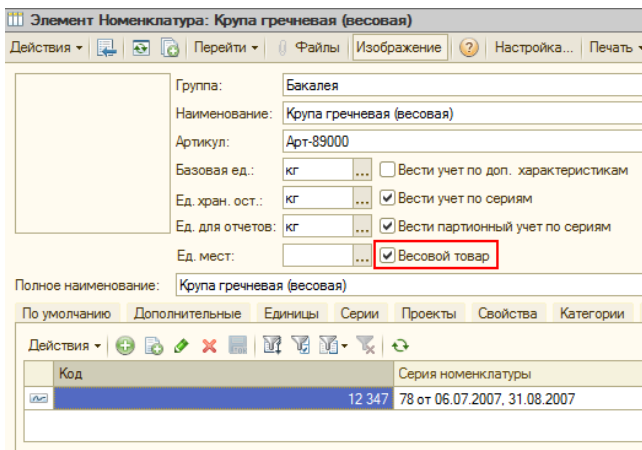 Элемент Номенклатура: Крупа гречневая (весовая)
Действия Перейти Файлы Изображение ? Настройка... Печать
Группа: Бакалея
Наименование: Крупа гречневая (весовая)
Артикул: Арт-89000
Базовая ед.: кг ... Вести учет по доп. характеристикам
Ед. хран. ост.: кг ... Вести учет по сериям
Ед. для отчетов: кг ... Вести партионный учет по сериям
Ед. мест: ... Весовой товар
Полное наименование: Крупа гречневая (весовая)
По умолчанию Дополнительные Единицы Серии Проекты Свойства Категории
Действия
Код Серия номенклатуры
12 347 78 от 06.07.2007, 31.08.2007